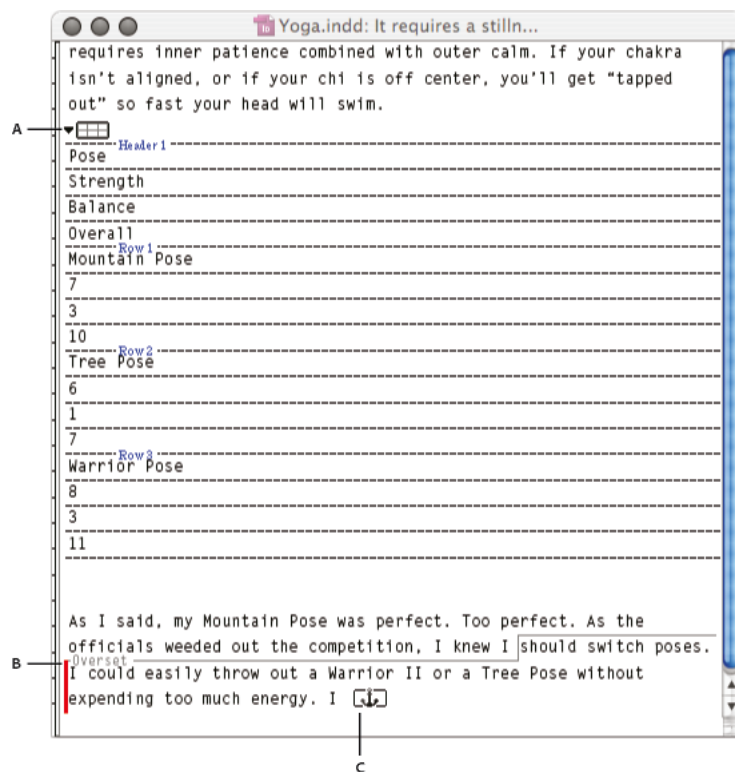 Yoga.indd: It requires a stilln...
requires inner patience combined with outer calm. If your chakra
isn't aligned, or if your chi is off center, you'll get “tapped
out” so fast your head will swim.
A
Header 1
Pose
Strength
Balance
Overall
Row 1
Mountain Pose
7
3
10
Row 2
Tree Pose
6
1
7
Row 3
Warrior Pose
8
3
11
As I said, my Mountain Pose was perfect. Too perfect. As the
officials weeded out the competition, I knew I should switch poses.
B
Overset
I could easily throw out a Warrior II or a Tree Pose without
expending too much energy. I
C